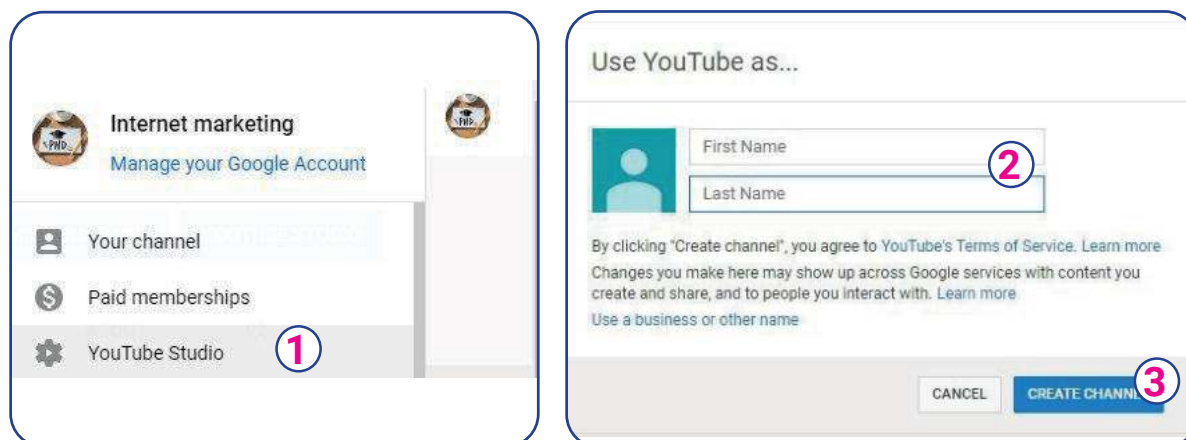 Internet marketing
Manage your Google Account
Your channel
Paid memberships
YouTube Studio
1
Use YouTube as...
First Name
2
Last Name
By clicking "Create channel", you agree to YouTube's Terms of Service. Learn more
Changes you make here may show up across Google services with content you
create and share, and to people you interact with. Learn more
Use a business or other name
CANCEL
CREATE CHANN
3